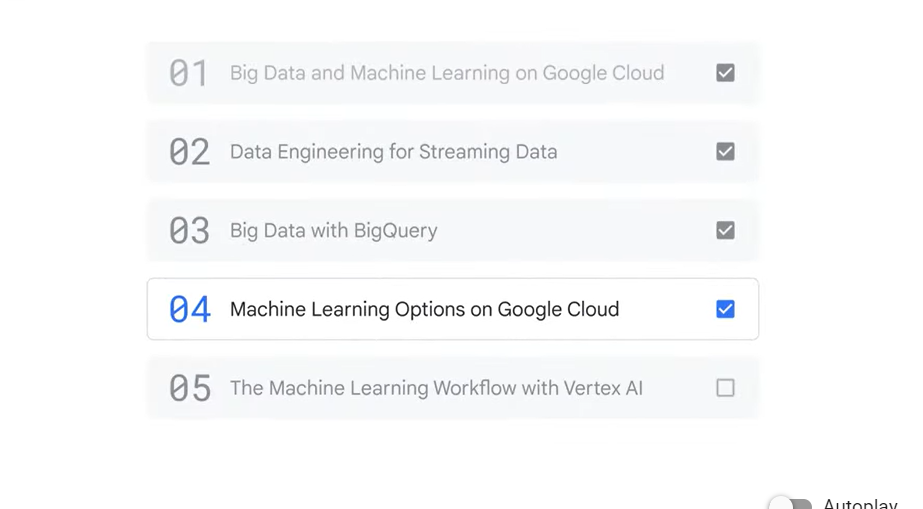 01 Big Data and Machine Learning on Google Cloud
02 Data Engineering for Streaming Data
03 Big Data with BigQuery
04 Machine Learning Options on Google Cloud
05 The Machine Learning Workflow with Vertex AI
Autoplay